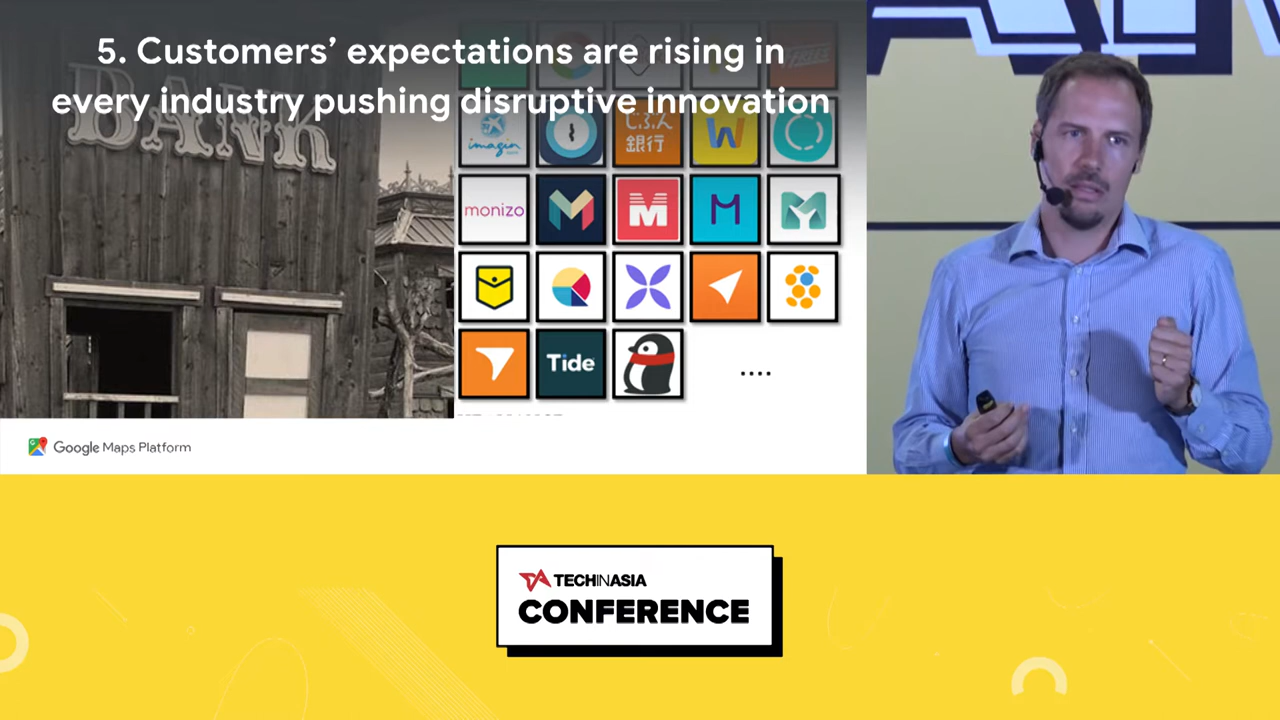 5. Customers’ expectations are rising in
every industry pushing disruptive innovation
BANK
imagin
じぶん
銀行
W
monizo
M
M
M
Tide
....
Google Maps Platform
TECHINASIA
CONFERENCE